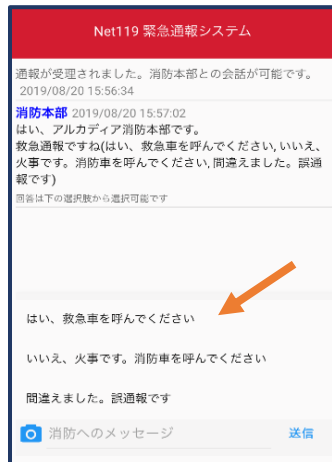 Net119 緊急通報システム
通報が受理されました。消防本部との会話が可能です。
2019/08/20 15:56:34
消防本部 2019/08/20 15:57:02
はい、アルカディア消防本部です。
救急通報ですね(はい、救急車を呼んでください, いいえ、
火事です。消防車を呼んでください, 間違えました。誤通
報です)
回答は下の選択肢から選択可能です
はい、救急車を呼んでください
いいえ、火事です。消防車を呼んでください
間違えました。誤通報です
消防へのメッセージ 送信